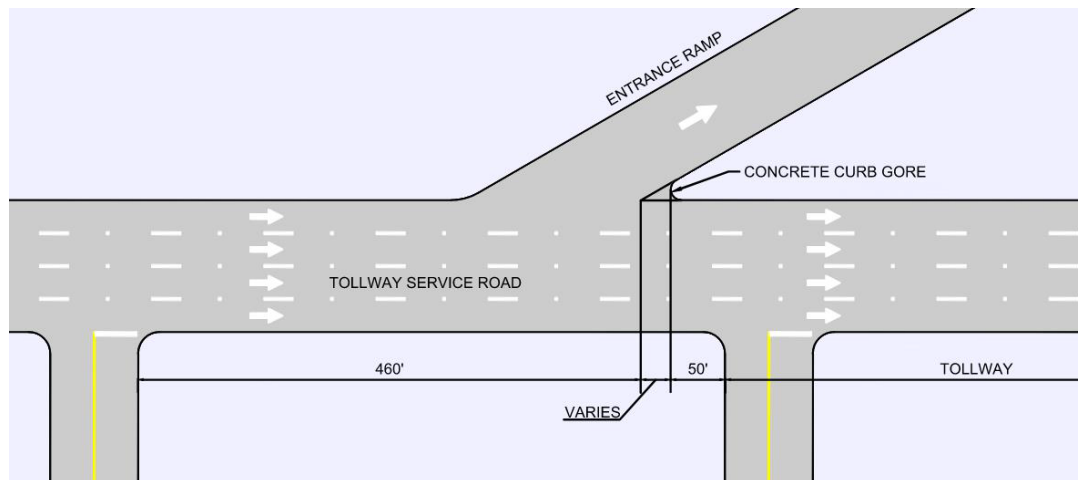 ENTRANCE RAMP
CONCRETE CURB GORE
TOLLWAY SERVICE ROAD
460'
50'
TOLLWAY
VARIES